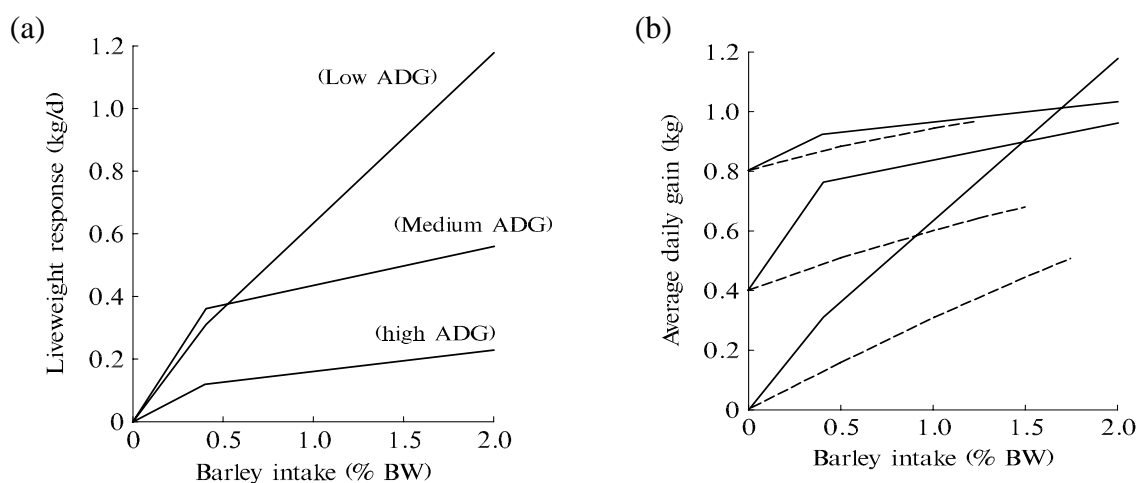 (a)
Liveweight response (kg/d)
1.2
1.0
0.8
0.6
0.4
0.2
0
(Low ADG)
(Medium ADG)
(high ADG)
0 0.5 1.0 1.5 2.0
Barley intake (% BW)
(b)
Average daily gain (kg)
1.2
1.0
0.8
0.6
0.4
0.2
0
0 0.5 1.0 1.5 2.0
Barley intake (% BW)